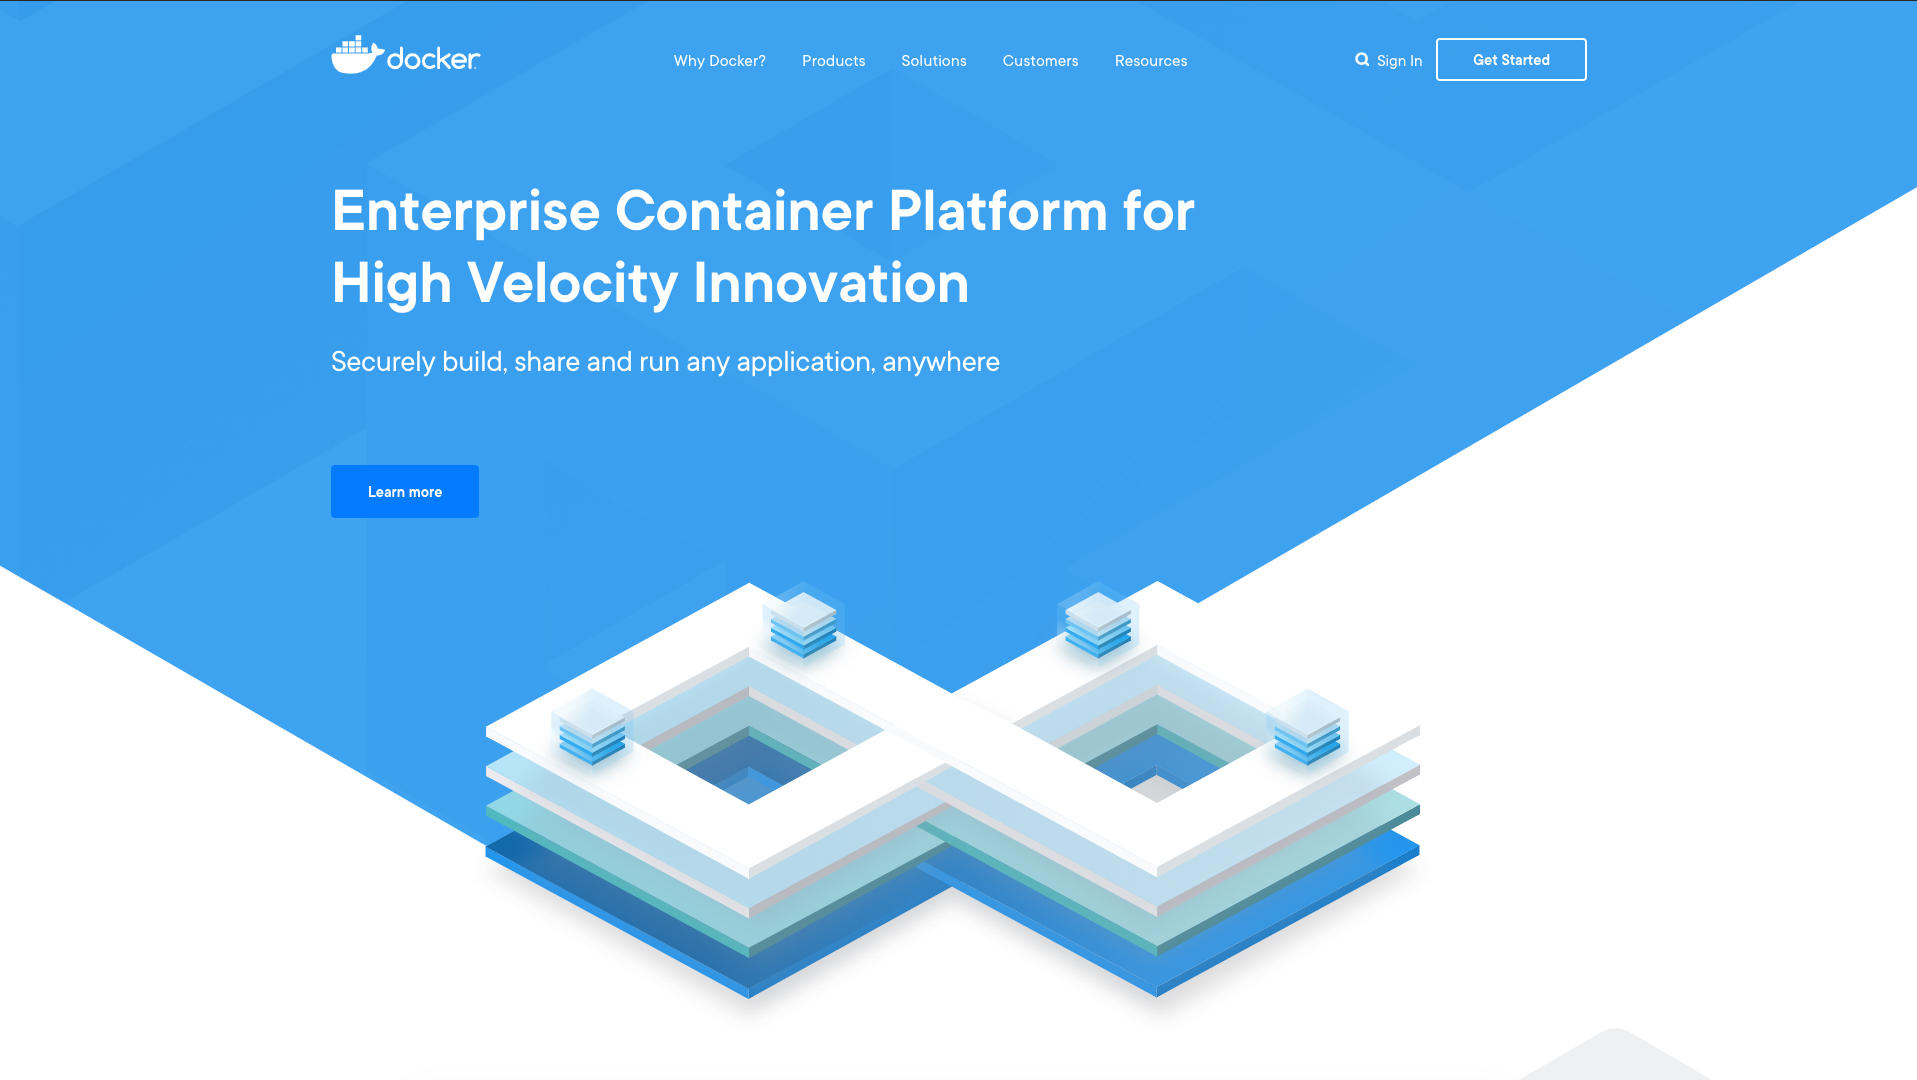 docker
Why Docker?
Products
Solutions
Customers
Resources
Sign In
Get Started
Enterprise Container Platform for
High Velocity Innovation
Securely build, share and run any application, anywhere
Learn more